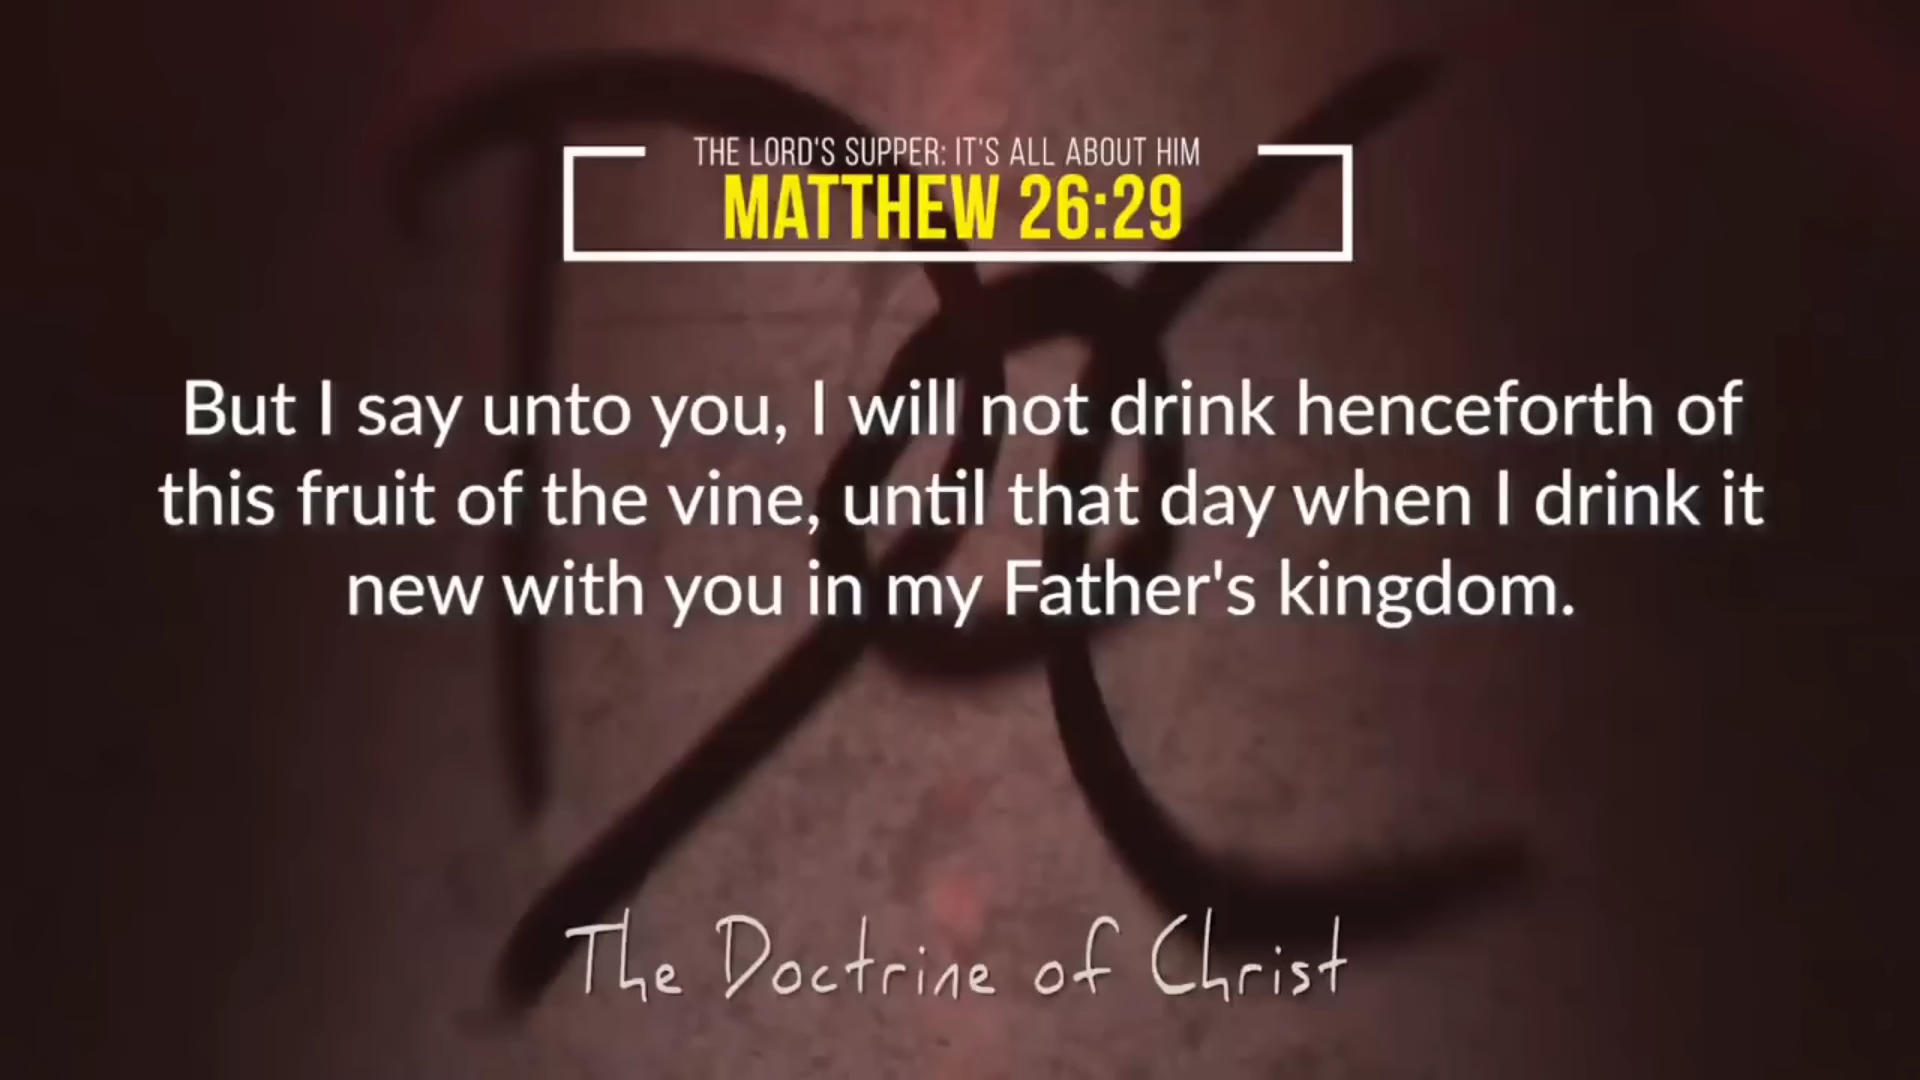 THE LORD'S SUPPER: IT'S ALL ABOUT HIM
MATTHEW 26:29
But I say unto you, I will not drink henceforth of
this fruit of the vine, until that day when I drink it
new with you in my Father's kingdom.
The Doctrine of Christ